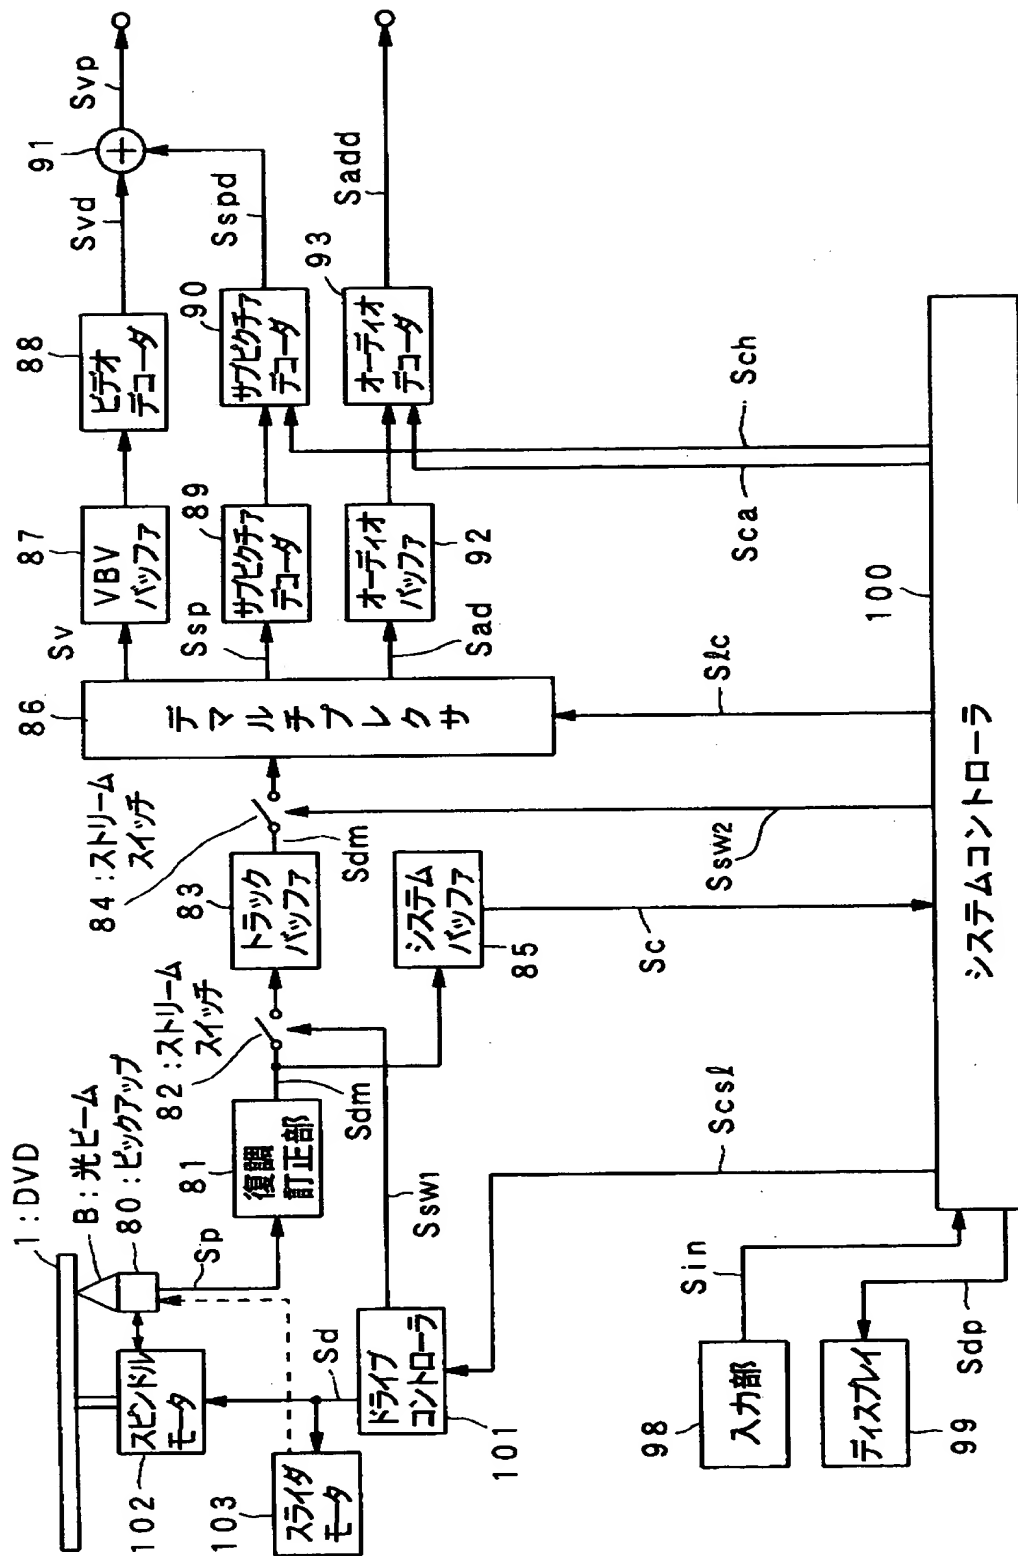 1:DVD
B:光ビーム
80:ピックアップ
Sp
スピンドル
モータ
102
スライダ
モータ
103
Sd
ドライブ
コントローラ
101
81
復調
訂正部
Sdm
82:ストリーム
スイッチ
Ssw1
83
トラック
バッファ
84:ストリーム
スイッチ
Sdm
システム
バッファ
85
Sc
Ssw2
86
デマルチプレクサ
Slc
Sv
87
VBV
バッファ
88
ビデオ
デコーダ
Svd
91
+
Svp
Ssp
89
サブピクチァ
デコーダ
90
サブピクチァ
デコーダ
Sspd
Sad
オーディオ
バッファ
92
93
オーディオ
デコーダ
Sadd
Sch
Sca
Scsl
98
入力部
Sin
ディスプレイ
99
Sdp
100
システムコントローラ